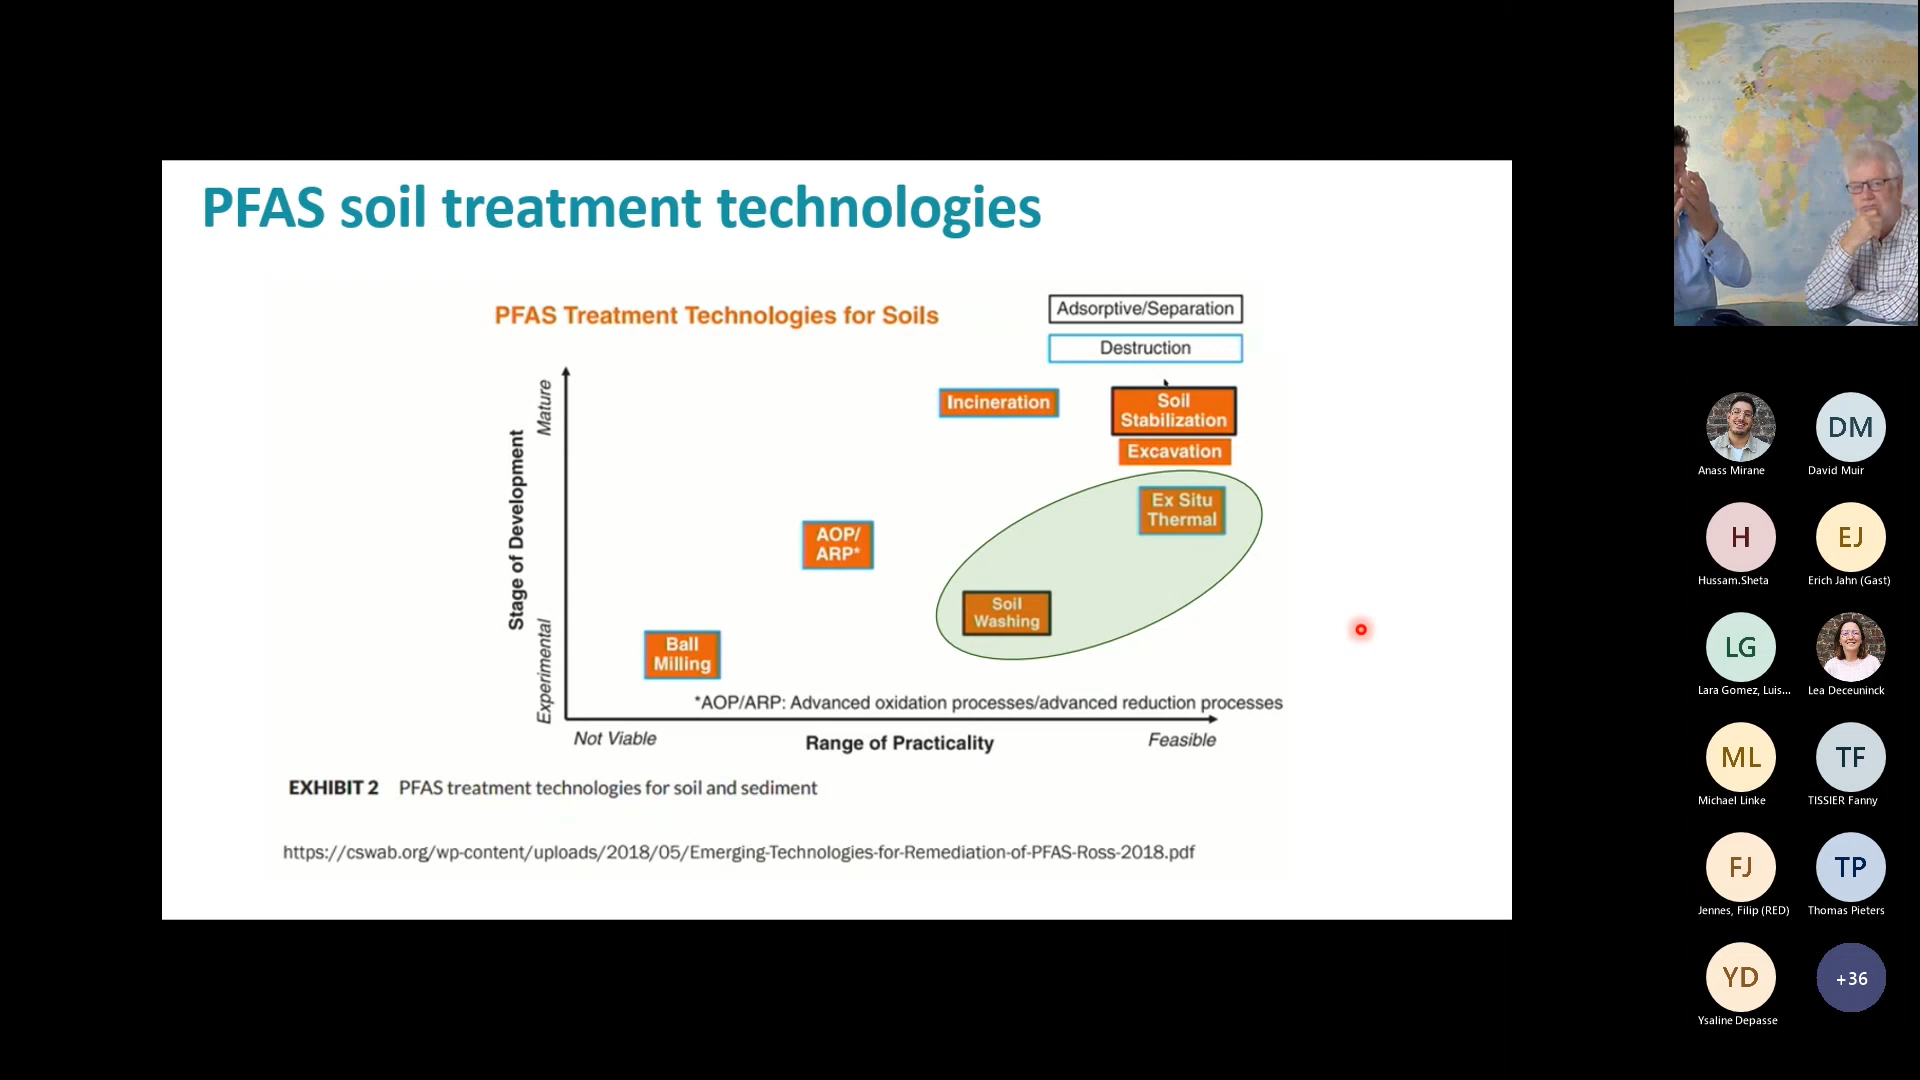 PFAS soil treatment technologies
PFAS Treatment Technologies for Soils
Adsorptive/Separation
Destruction
Mature
Stage of Development
Experimental
Incineration
Soil
Stabilization
Excavation
Ex Situ
Thermal
AOP/
ARP*
Soil
Washing
Ball
Milling
*AOP/ARP: Advanced oxidation processes/advanced reduction processes
Not Viable
Range of Practicality
Feasible
EXHIBIT 2 PFAS treatment technologies for soil and sediment
https://cswab.org/wp-content/uploads/2018/05/Emerging-Technologies-for-Remediation-of-PFAS-Ross-2018.pdf
Anass Mirane
DM
David Muir
H
Hussam.Sheta
EJ
Erich Jahn (Gast)
LG
Lara Gomez, Luis...
Lea Deceuninck
ML
Michael Linke
TF
TISSIER Fanny
FJ
Jennes, Filip (RED)
TP
Thomas Pieters
YD
Ysaline Depasse
+36